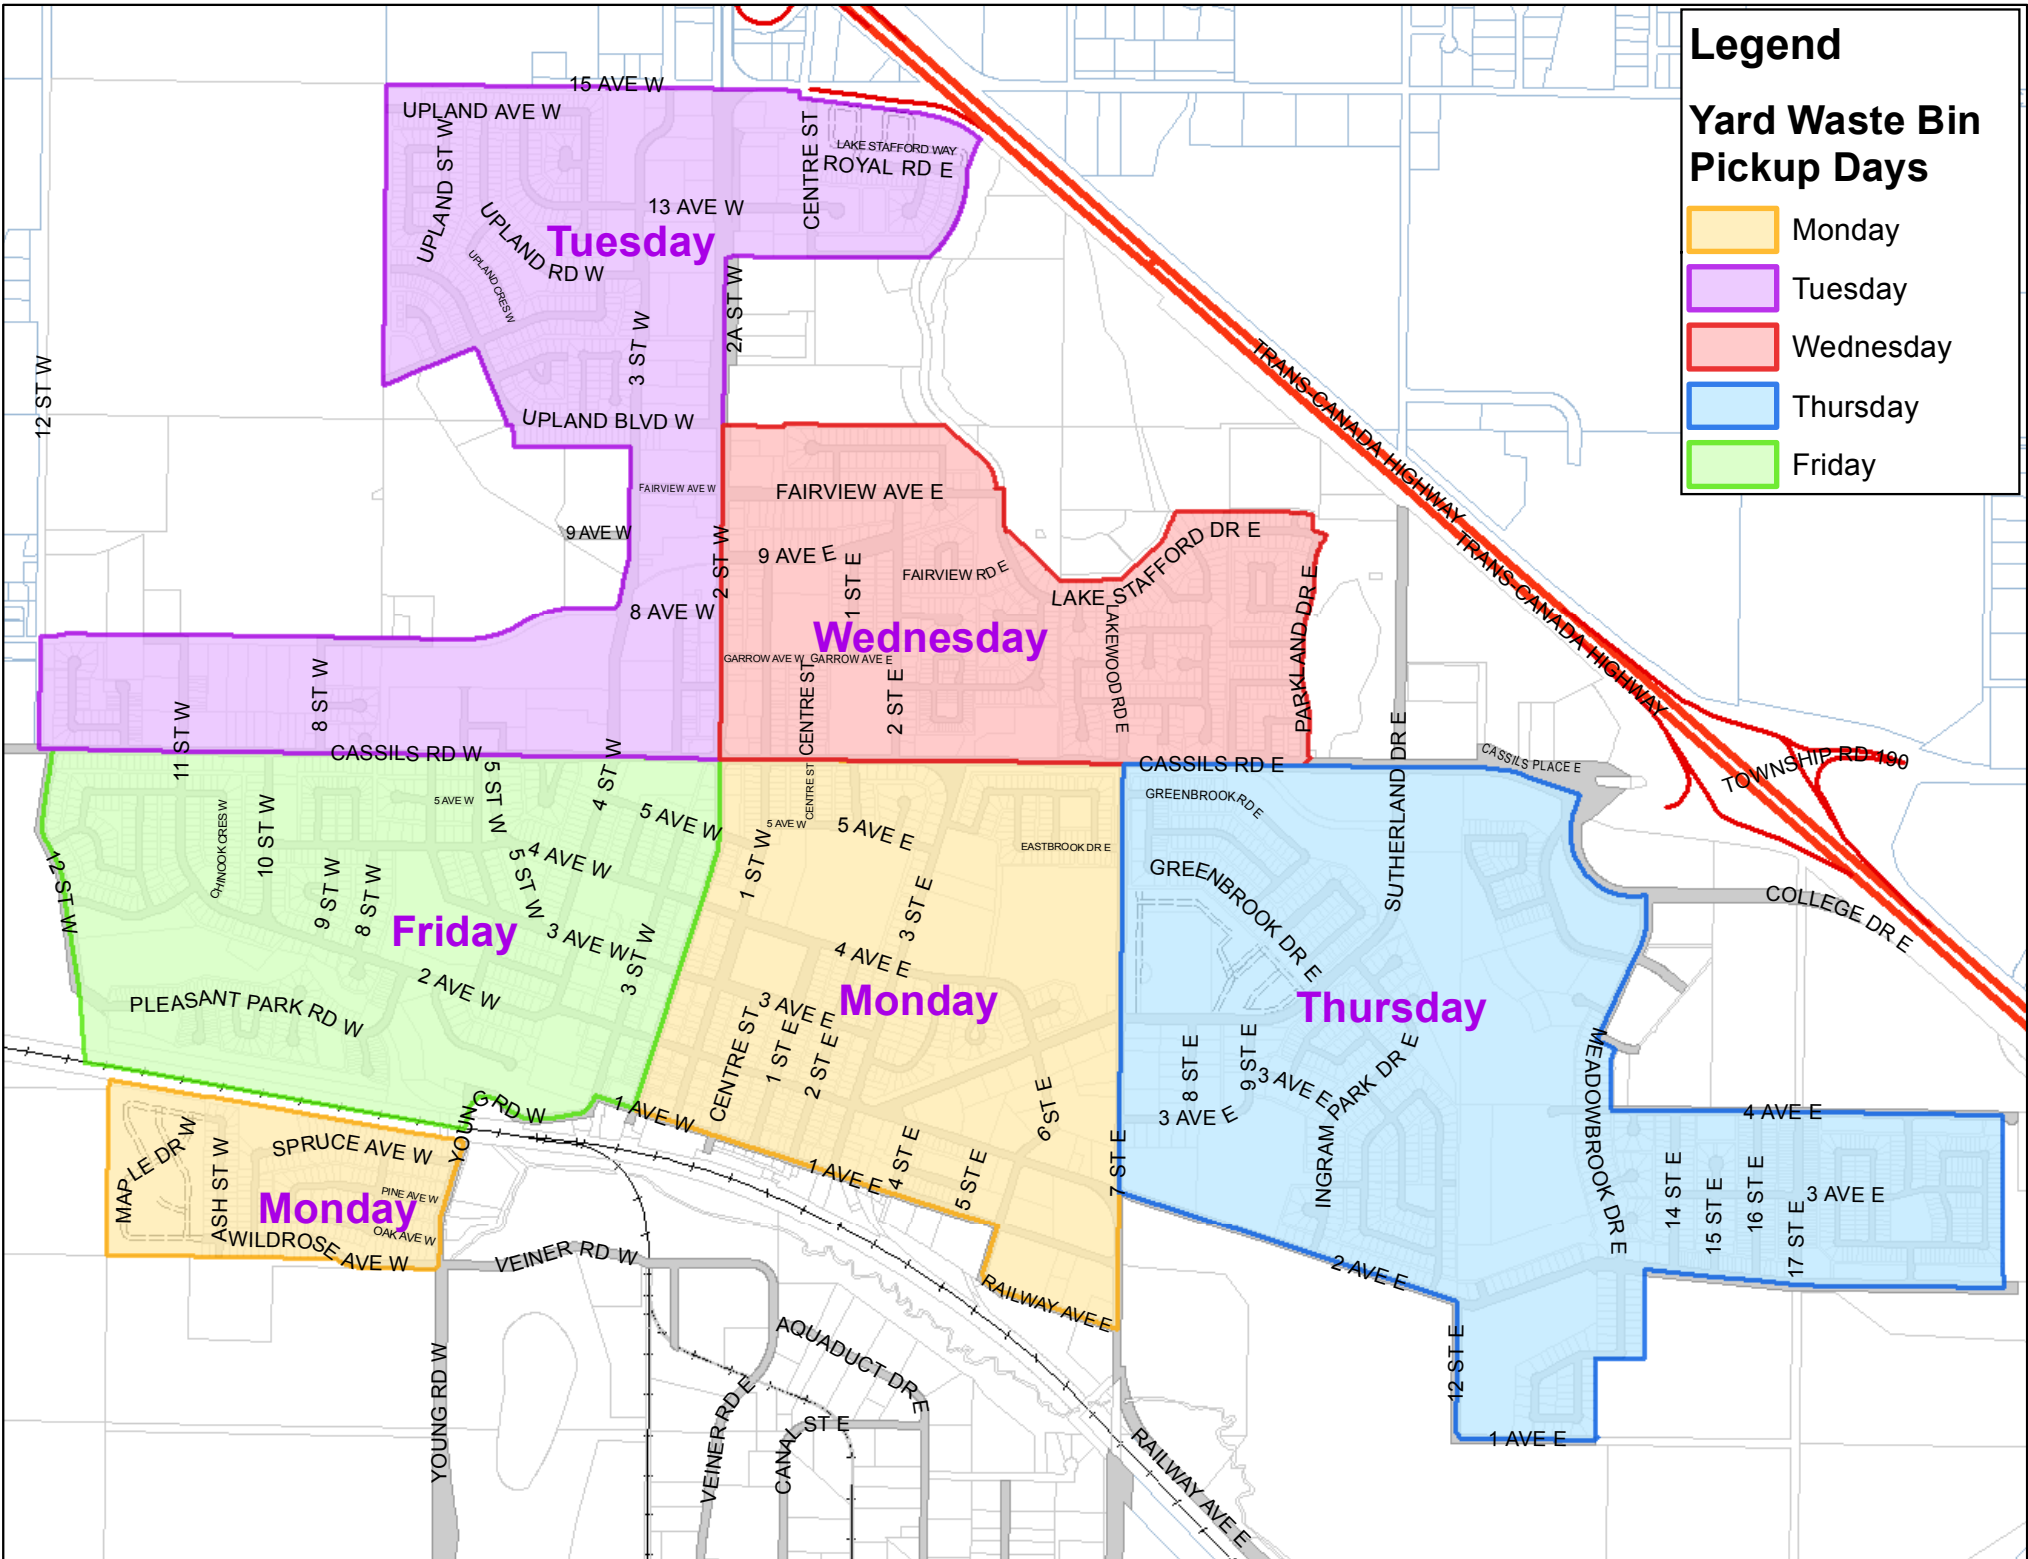 Legend
Yard Waste Bin
Pickup Days
Monday
Tuesday
Wednesday
Thursday
Friday
15 AVE W
UPLAND AVE W
UPLAND ST W
CENTRE ST
LAKE STAFFORD WAY
ROYAL RD E
13 AVE W
UPLAND RD W
Tuesday
UPLAND CRES W
2A ST W
3 ST W
12 ST W
UPLAND BLVD W
TRANS-CANADA HIGHWAY
TRANS-CANADA HIGHWAY
FAIRVIEW AVE W
FAIRVIEW AVE E
9 AVE W
2 ST W
9 AVE E
1 ST E
FAIRVIEW RD E
LAKE STAFFORD DR E
8 AVE W
Wednesday
LAKEWOOD RD E
PARKLAND DR E
GARROW AVE W
GARROW AVE E
CENTRE ST
2 ST E
8 ST W
11 ST W
CASSILS RD W
4 ST W
CASSILS RD E
SUTHERLAND DR E
CASSILS PLACE E
TOWNSHIP RD 190
5 ST W
5 AVE W
5 AVE W
CENTRE ST
5 AVE W
5 AVE E
EASTBROOK DR E
GREENBROOK RD E
CHINOOK CRES W
10 ST W
9 ST W
8 ST W
5 ST W
4 AVE W
1 ST W
3 ST E
GREENBROOK DR E
COLLEGE DR E
12 ST W
Friday
3 AVE W
3 ST W
4 AVE E
2 AVE W
Monday
Thursday
PLEASANT PARK RD W
3 AVE E
CENTRE ST
1 ST E
2 ST E
6 ST E
8 ST E
9 ST E
3 AVE E
3 AVE E
INGRAM PARK DR E
MEADOWBROOK DR E
4 AVE E
YOUNG RD W
1 AVE W
1 AVE E
4 ST E
5 ST E
7 ST E
MAPLE DR W
ASH ST W
SPRUCE AVE W
PINE AVE W
Monday
OAK AVE W
WILDROSE AVE W
VEINER RD W
14 ST E
15 ST E
16 ST E
17 ST E
3 AVE E
2 AVE E
RAILWAY AVE E
12 ST E
1 AVE E
YOUNG RD W
AQUADUCT DR E
VEINER RD E
CANAL ST E
RAILWAY AVE E